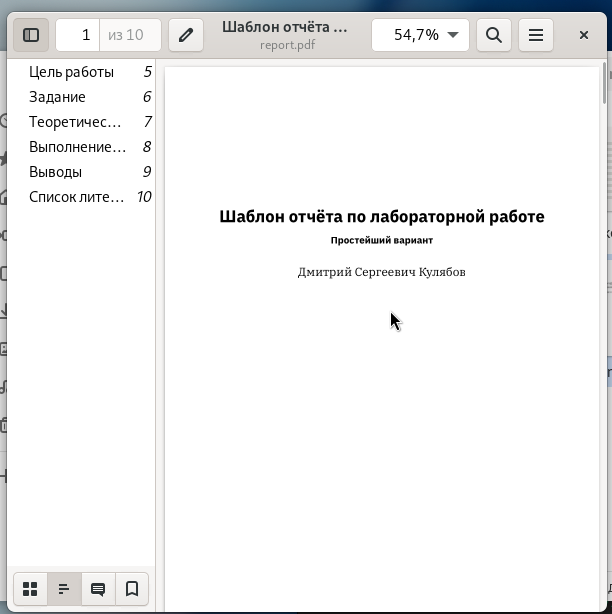 1 из 10
Шаблон отчёта …
report.pdf
54,7%
Цель работы 5
Задание 6
Теоретичес… 7
Выполнение… 8
Выводы 9
Список лите… 10
Шаблон отчёта по лабораторной работе
Простейший вариант
Дмитрий Сергеевич Кулябов